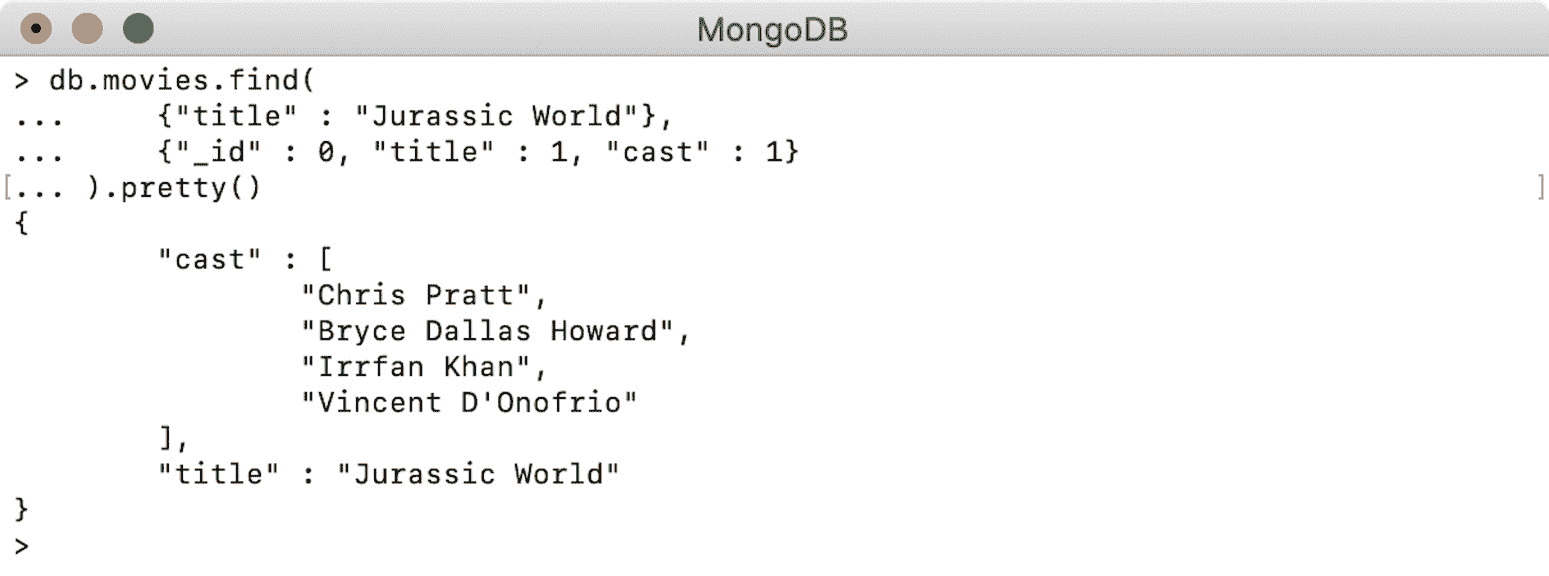 MongoDB
> db.movies.find(
...     {"title" : "Jurassic World"},
...     {"_id" : 0, "title" : 1, "cast" : 1}
[... ).pretty() ]
{
        "cast" : [
                "Chris Pratt",
                "Bryce Dallas Howard",
                "Irrfan Khan",
                "Vincent D'Onofrio"
        ],
        "title" : "Jurassic World"
}
>